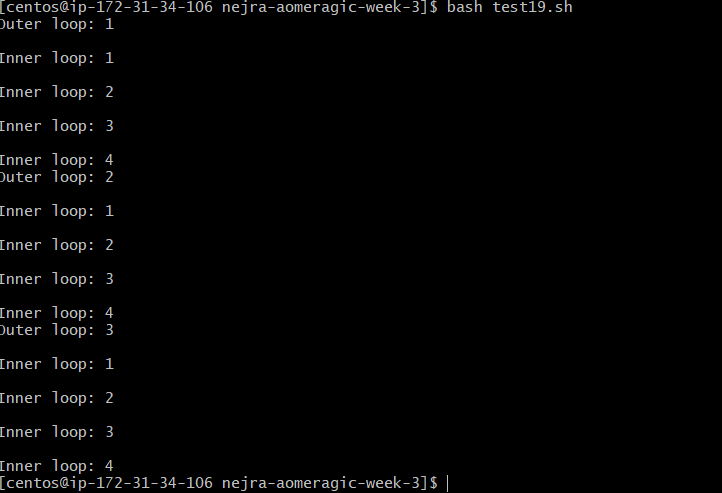 [centos@ip-172-31-34-106 nejra-aomeragic-week-3]$ bash test19.sh
Outer loop: 1
Inner loop: 1
Inner loop: 2
Inner loop: 3
Inner loop: 4
Outer loop: 2
Inner loop: 1
Inner loop: 2
Inner loop: 3
Inner loop: 4
Outer loop: 3
Inner loop: 1
Inner loop: 2
Inner loop: 3
Inner loop: 4
[centos@ip-172-31-34-106 nejra-aomeragic-week-3]$